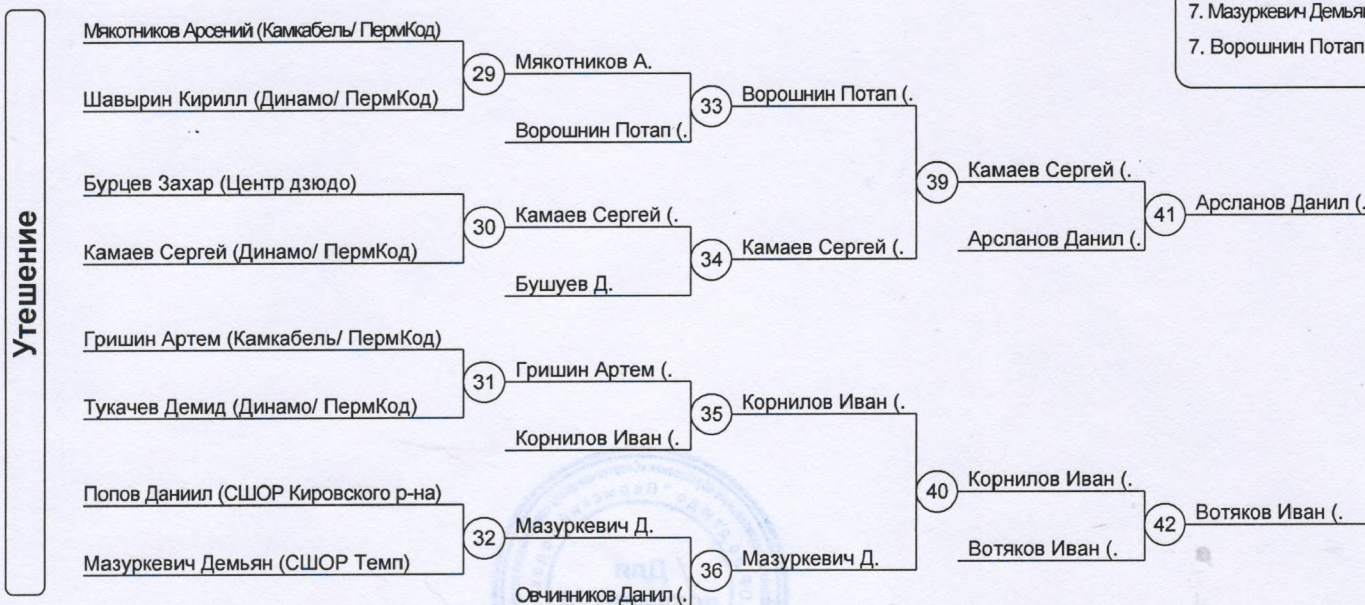 7. Мазуркевич Демьян
7. Ворошнин Потап
Утешение
Мякотников Арсений (Камкабель/ ПермКод)
29
Мякотников А.
Шавырин Кирилл (Динамо/ ПермКод)
33
Ворошнин Потап (.
Ворошнин Потап (.
Бурцев Захар (Центр дзюдо)
39
Камаев Сергей (.
30
Камаев Сергей (.
41
Арсланов Данил (.
Камаев Сергей (Динамо/ ПермКод)
34
Камаев Сергей (.
Арсланов Данил (.
Бушуев Д.
Гришин Артем (Камкабель/ ПермКод)
31
Гришин Артем (.
Тукачев Демид (Динамо/ ПермКод)
35
Корнилов Иван (.
Корнилов Иван (.
Попов Даниил (СШОР Кировского р-на)
40
Корнилов Иван (.
32
Мазуркевич Д.
42
Вотяков Иван (.
Мазуркевич Демьян (СШОР Темп)
36
Мазуркевич Д.
Вотяков Иван (.
Овчинников Данил (.
Для